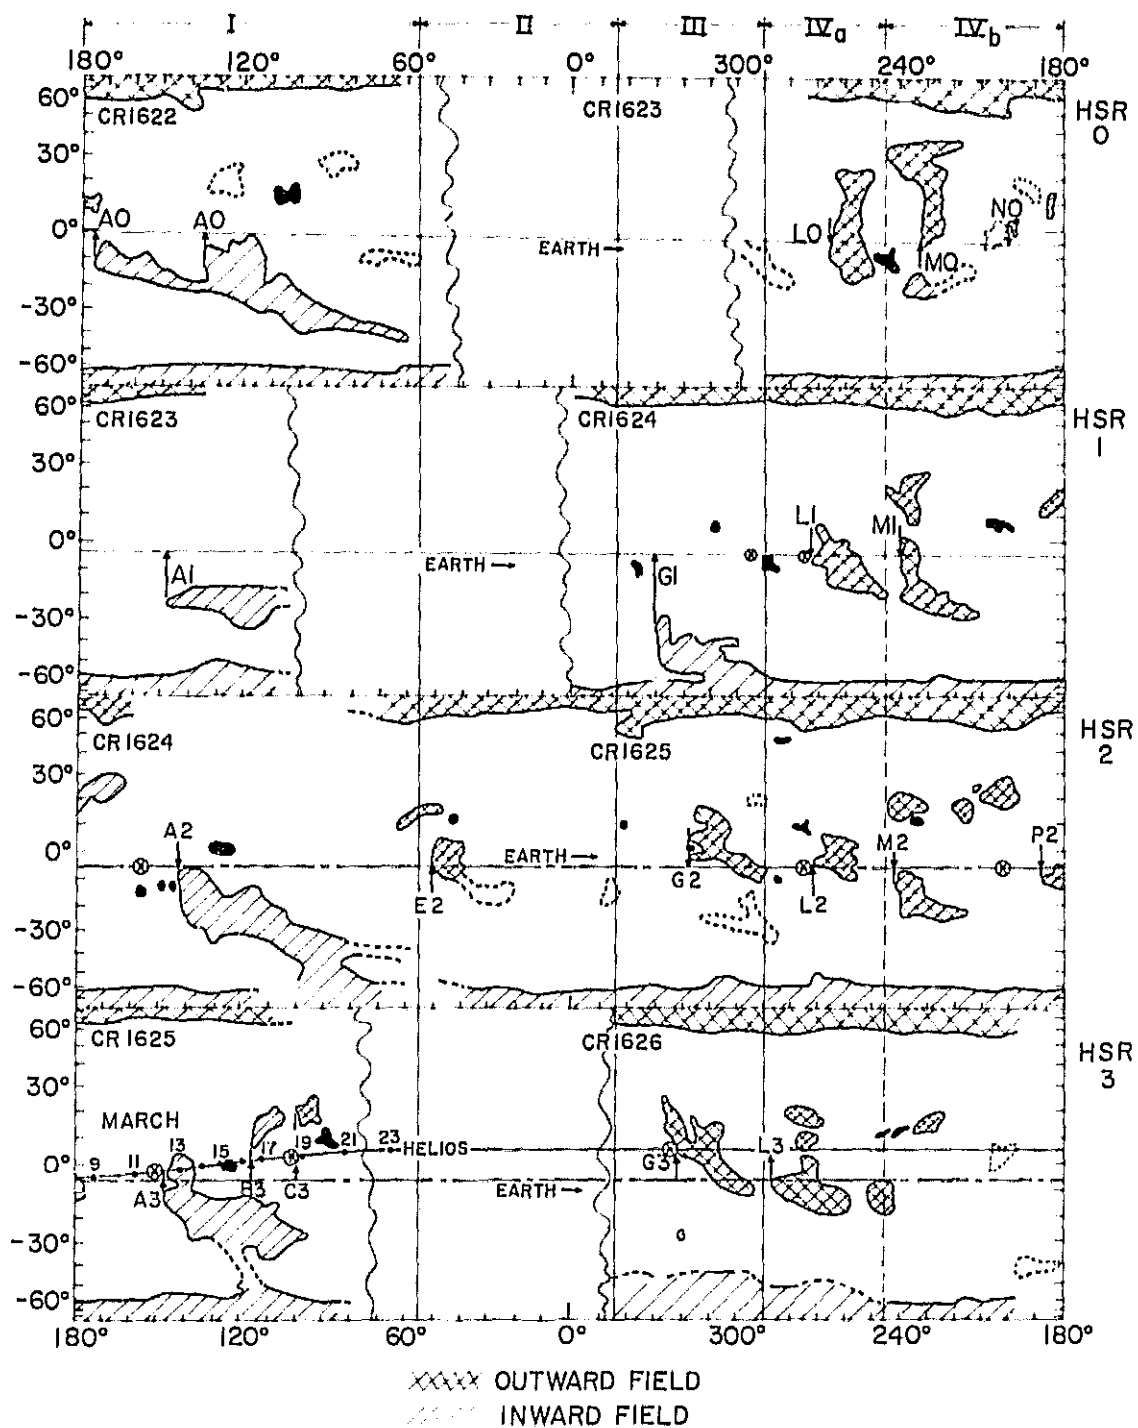 I II III IVa IVb
180° 120° 60° 0° 300° 240° 180°
60° CR1622 CR1623 HSR
0
30°
AO AO LO NO
0° EARTH → MO
-30°
-60°
60° CR1623 CR1624 HSR
1
30°
0° L1 M1
A1 EARTH → G1
-30°
-60°
60° CR1624 CR1625 HSR
2
30°
A2 M2 P2
0° EARTH →
E2 G2 L2
-30°
-60°
60° CR1625 CR1626 HSR
3
30°
MARCH
9 11 13 15 17 19 21 23 HELIOS L3
0° G3
A3 B3 C3 EARTH →
-30°
-60°
180° 120° 60° 0° 300° 240° 180°
OUTWARD FIELD
INWARD FIELD